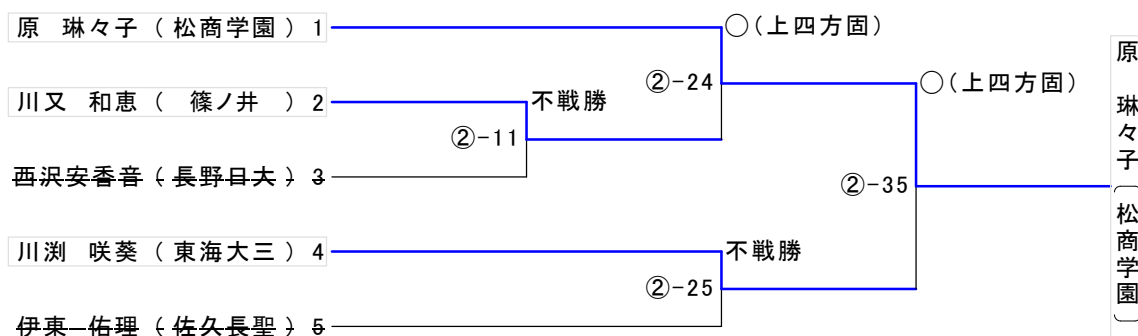 原　琳々子 ( 松商学園 ) 1
〇(上四方固)
②-24
川又　和恵 (　篠ノ井　) 2
不戦勝
②-11
西沢安香音 ( 長野日大 ) 3
〇(上四方固)
②-35
川渕　咲葵 ( 東海大三 ) 4
不戦勝
②-25
伊東　佑理 ( 佐久長聖 ) 5
原　琳々子(松商学園)